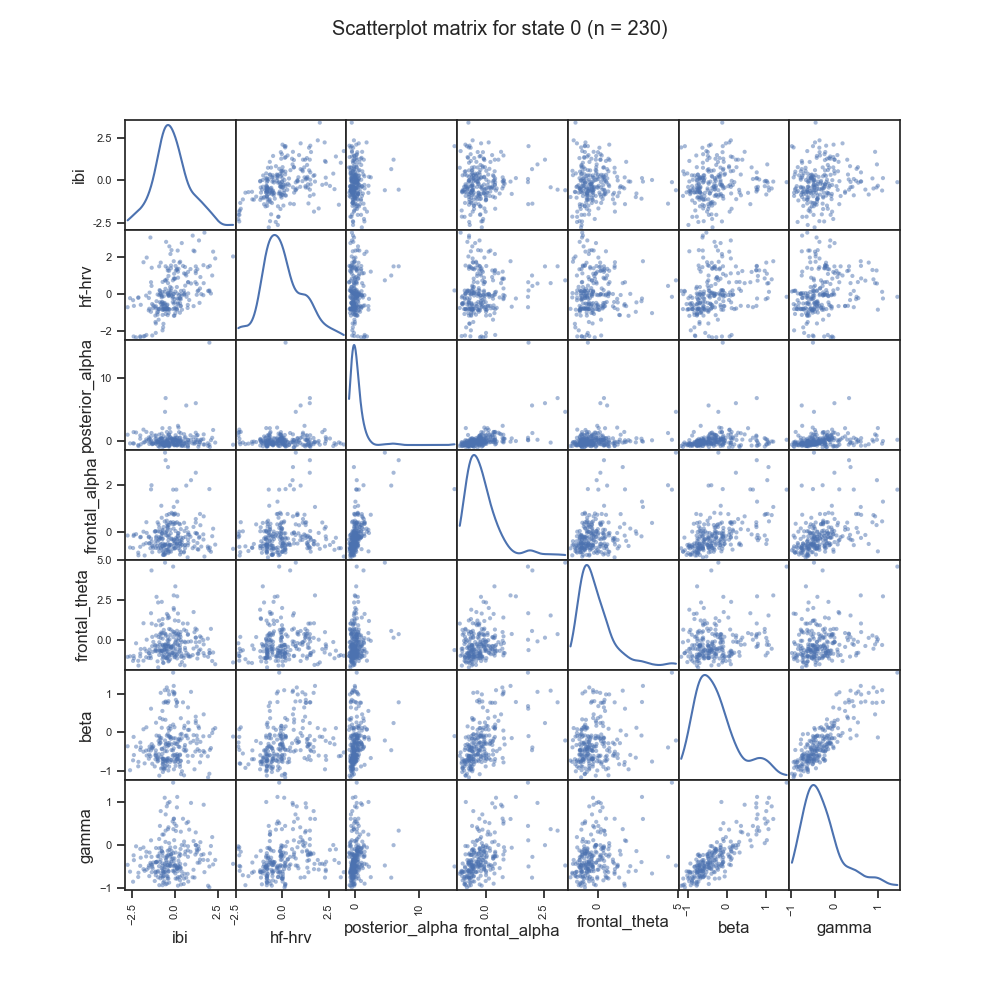 Scatterplot matrix for state 0 (n = 230)
ibi
2.5
0.0
−2.5
hf-hrv
2
0
−2
posterior_alpha
10
0
frontal_alpha
2
0
frontal_theta
5.0
2.5
0.0
beta
1
0
−1
gamma
1
0
−1
−2.5 0.0 2.5 −2.5 0.0 2.5 0 10 0.0 2.5 0 5 −1 0 1 −1 0 1
ibi hf-hrv posterior_alpha frontal_alpha frontal_theta beta gamma